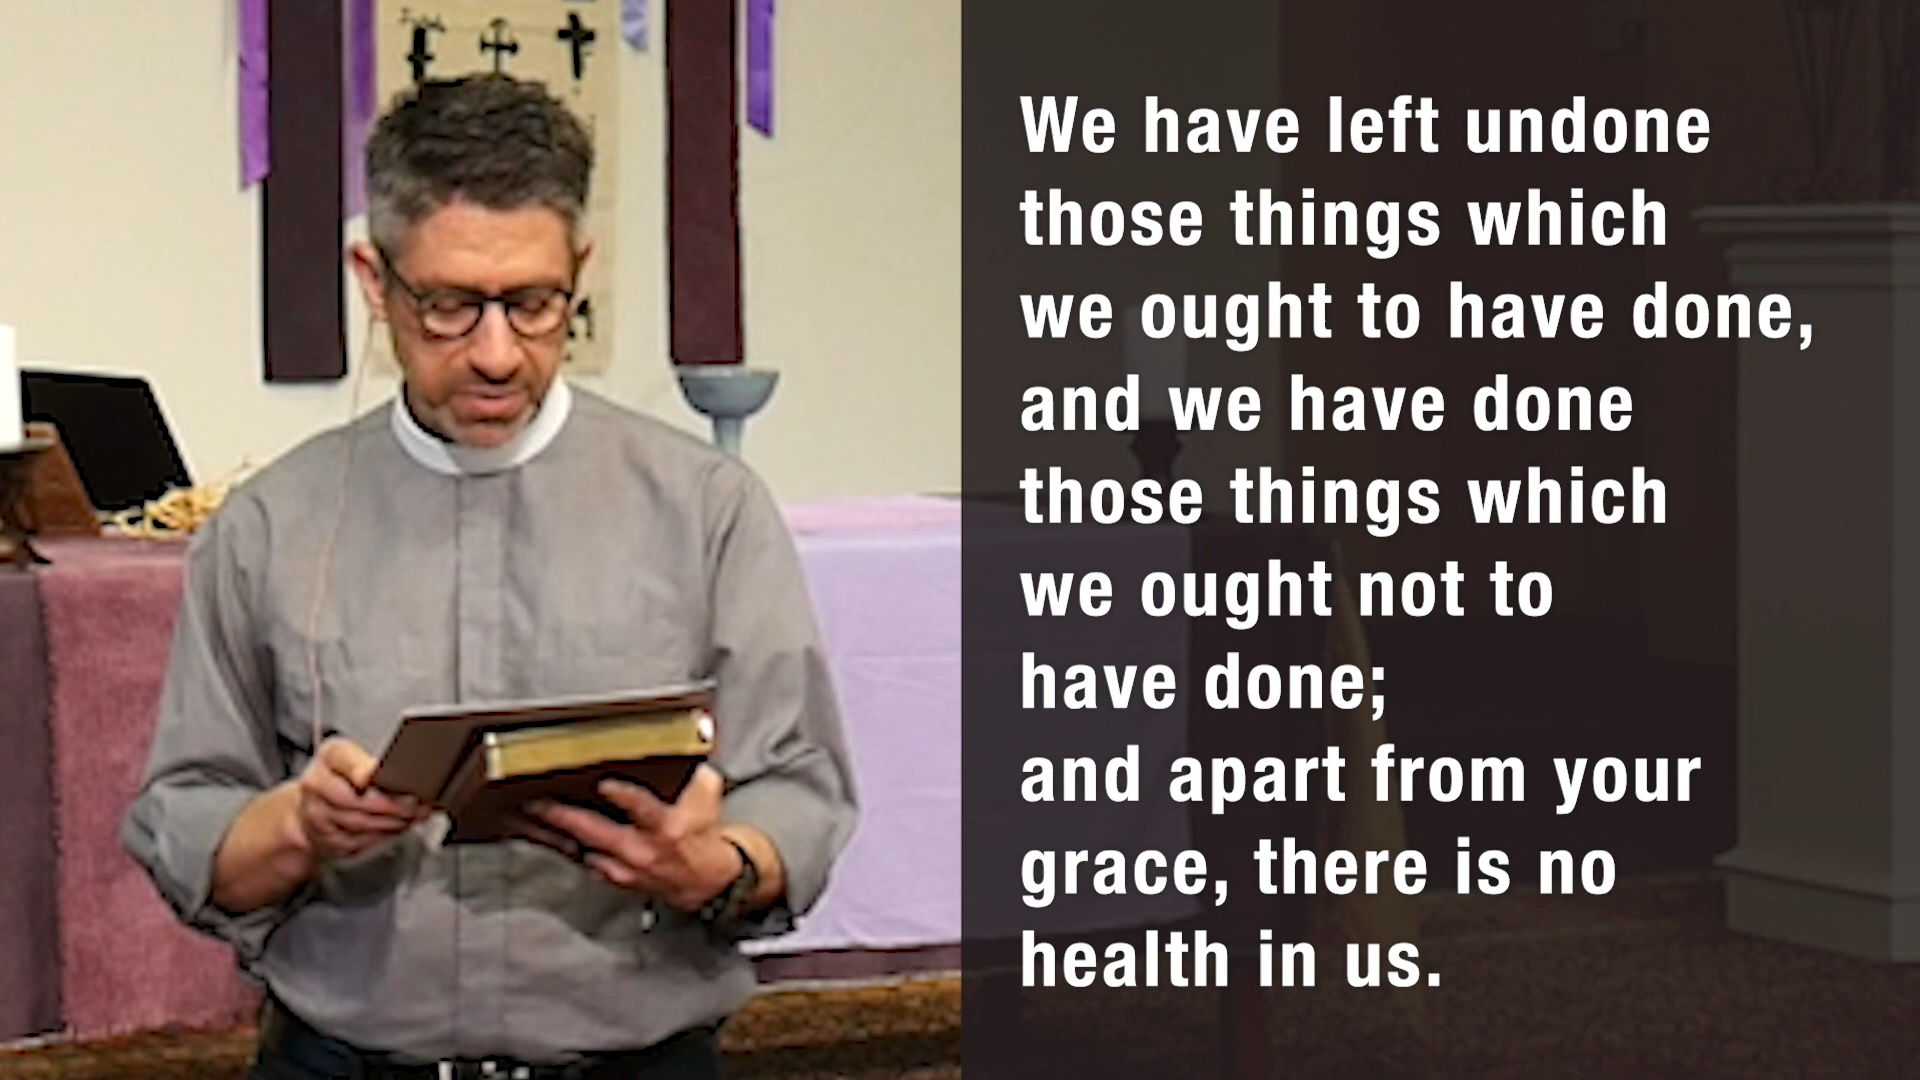 We have left undone
those things which
we ought to have done,
and we have done
those things which
we ought not to
have done;
and apart from your
grace, there is no
health in us.